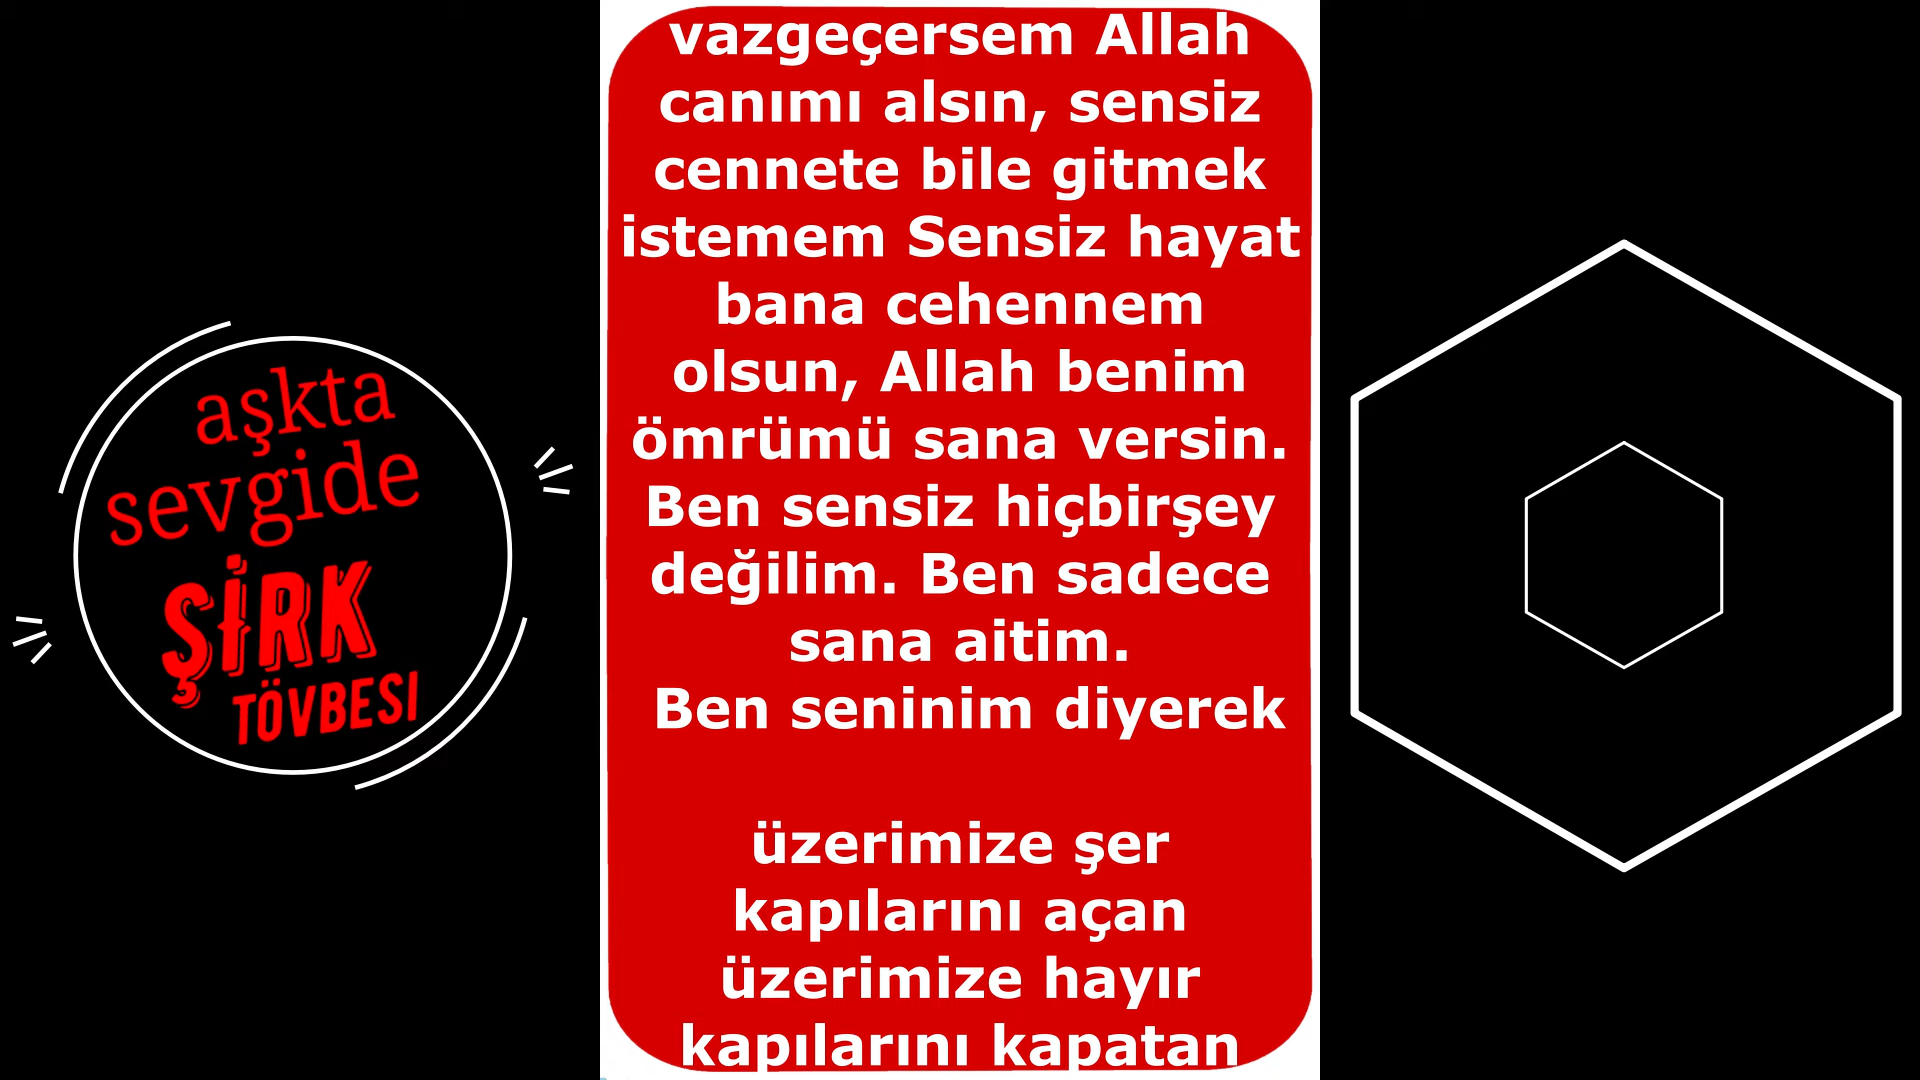 aşkta
sevgide
ŞİRK
TÖVBESI
vazgeçersem Allah
canımı alsın, sensiz
cennete bile gitmek
istemem Sensiz hayat
bana cehennem
olsun, Allah benim
ömrümü sana versin.
Ben sensiz hiçbirşey
değilim. Ben sadece
sana aitim.
Ben seninim diyerek
üzerimize şer
kapılarını açan
üzerimize hayır
kapılarını kapatan